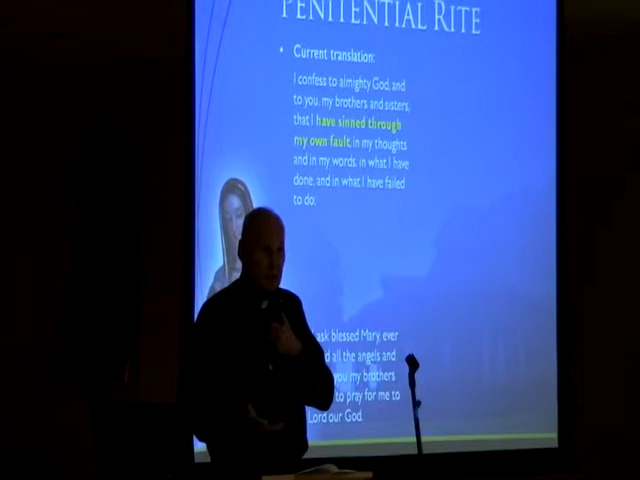 PENITENTIAL RITE
• Current translation:
I confess to almighty God, and
to you, my brothers and sisters,
that I have sinned through
my own fault, in my thoughts
and in my words, in what I have
done, and in what I have failed
to do;
ask blessed Mary, ever
all the angels and
you my brothers
to pray for me to
Lord our God.